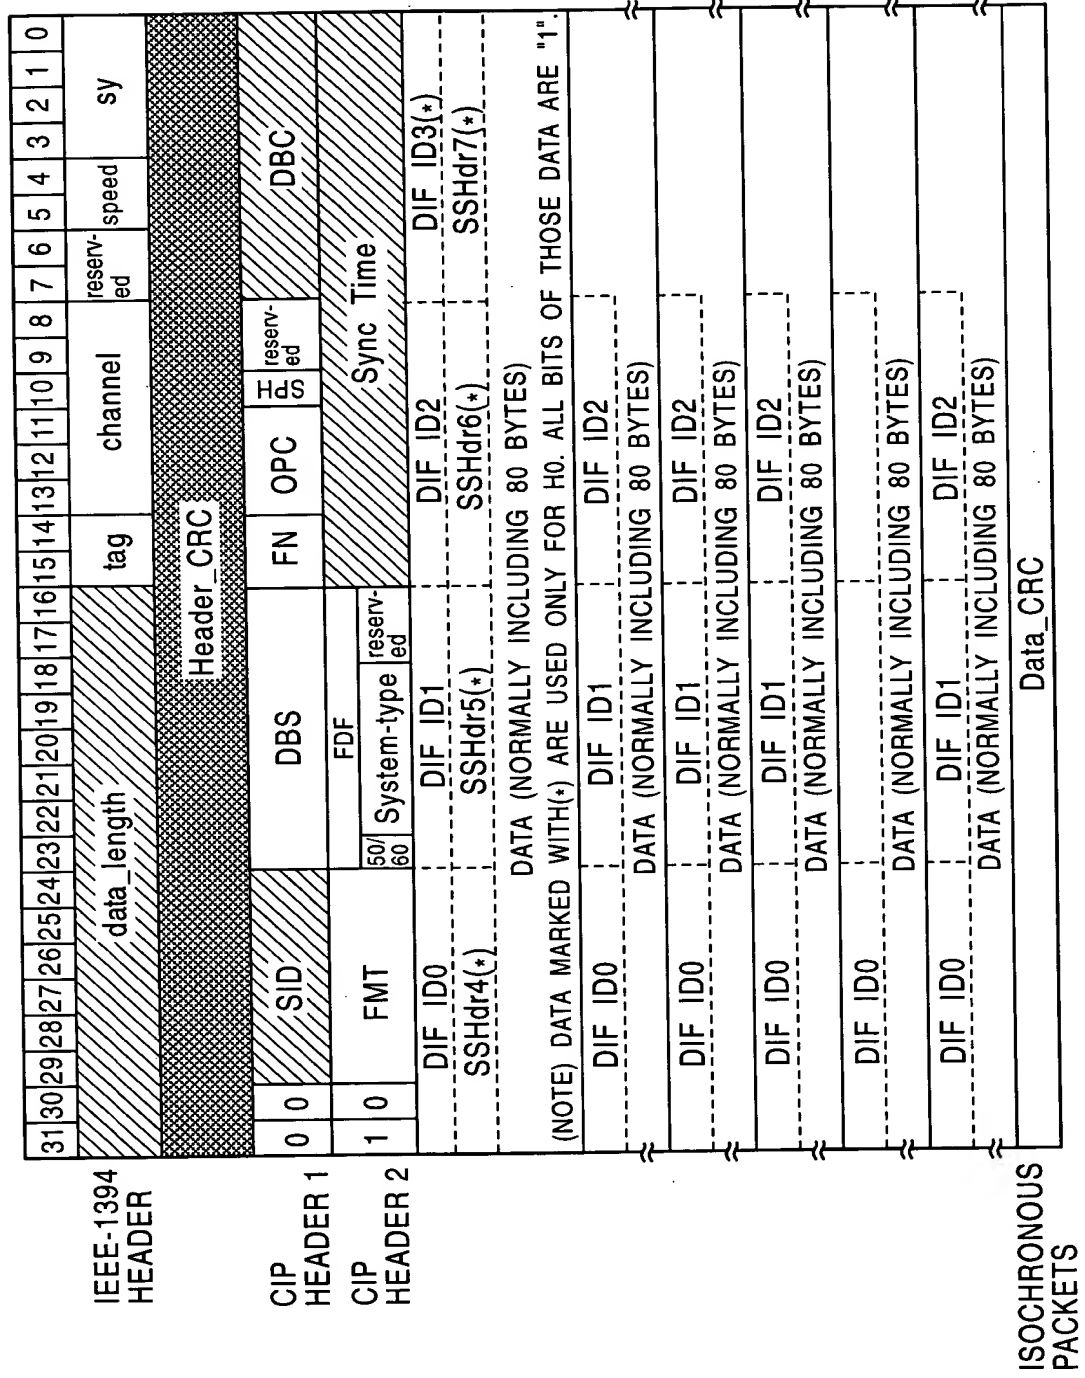 31 30 29 28 27 26 25 24 23 22 21 20 19 18 17 16 15 14 13 12 11 10 9 8 7 6 5 4 3 2 1 0
IEEE-1394
HEADER
data_length
tag
channel
reserv-
ed
speed
sy
Header_CRC
CIP
HEADER 1
0
0
SID
DBS
FN
OPC
SPH
reserv-
ed
DBC
CIP
HEADER 2
1
0
FMT
FDF
50/
60
System-type
reserv-
ed
Sync Time
DIF ID0
DIF ID1
DIF ID2
DIF ID3(*)
SSHdr4(*)
SSHdr5(*)
SSHdr6(*)
SSHdr7(*)
DATA (NORMALLY INCLUDING 80 BYTES)
(NOTE) DATA MARKED WITH(*) ARE USED ONLY FOR H0. ALL BITS OF THOSE DATA ARE "1".
DIF ID0
DIF ID1
DIF ID2
DATA (NORMALLY INCLUDING 80 BYTES)
DIF ID0
DIF ID1
DIF ID2
DATA (NORMALLY INCLUDING 80 BYTES)
DIF ID0
DIF ID1
DIF ID2
DATA (NORMALLY INCLUDING 80 BYTES)
DIF ID0
DATA (NORMALLY INCLUDING 80 BYTES)
DIF ID0
DIF ID1
DIF ID2
DATA (NORMALLY INCLUDING 80 BYTES)
ISOCHRONOUS
PACKETS
Data_CRC